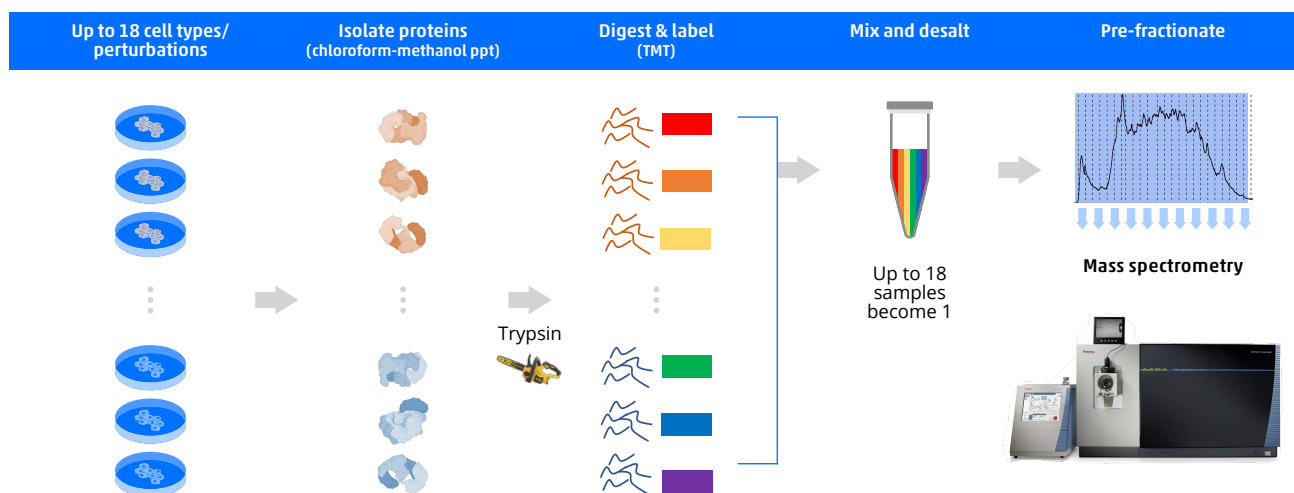 Up to 18 cell types/
perturbations
Isolate proteins
(chloroform-methanol ppt)
Digest & label
(TMT)
Mix and desalt
Pre-fractionate
Trypsin
Up to 18
samples
become 1
Mass spectrometry